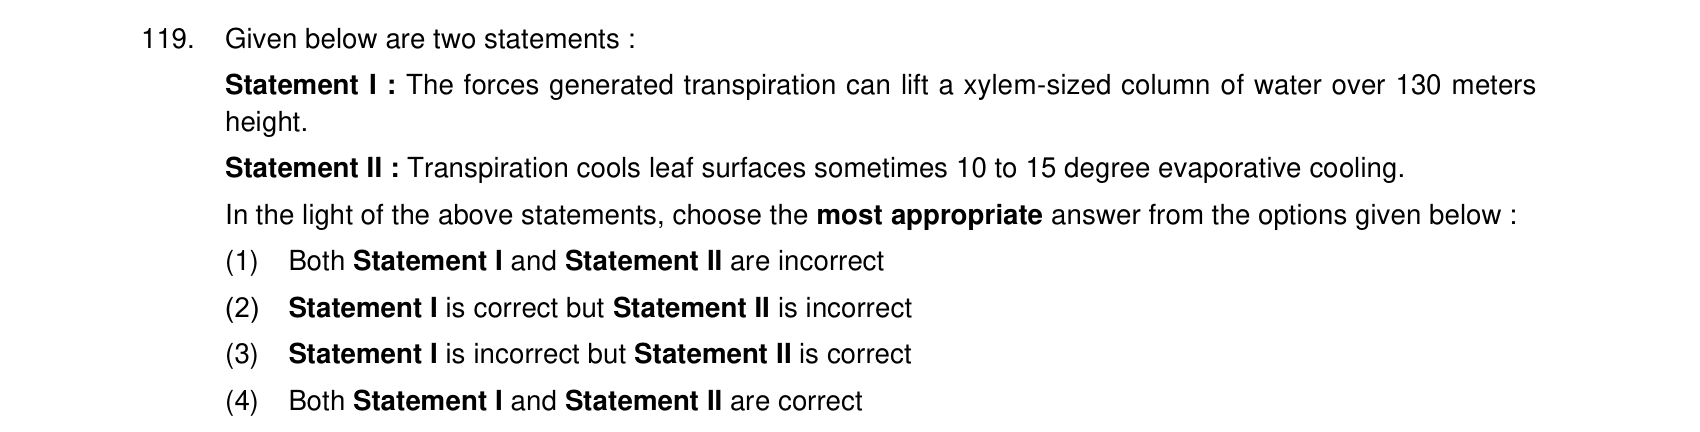 119. Given below are two statements :
Statement I : The forces generated transpiration can lift a xylem-sized column of water over 130 meters
height.
Statement II : Transpiration cools leaf surfaces sometimes 10 to 15 degree evaporative cooling.
In the light of the above statements, choose the most appropriate answer from the options given below :
(1) Both Statement I and Statement II are incorrect
(2) Statement I is correct but Statement II is incorrect
(3) Statement I is incorrect but Statement II is correct
(4) Both Statement I and Statement II are correct